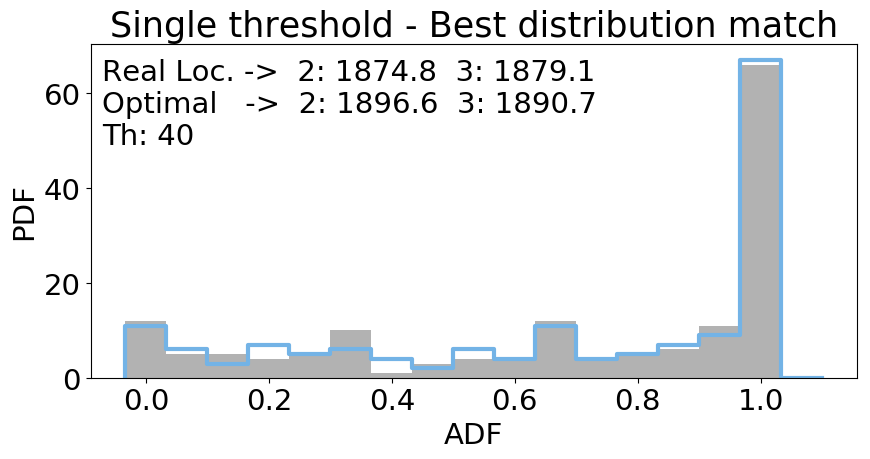 Single threshold - Best distribution match
Real Loc. -> 2: 1874.8 3: 1879.1
Optimal -> 2: 1896.6 3: 1890.7
Th: 40
PDF
60
40
20
0
0.0 0.2 0.4 0.6 0.8 1.0
ADF